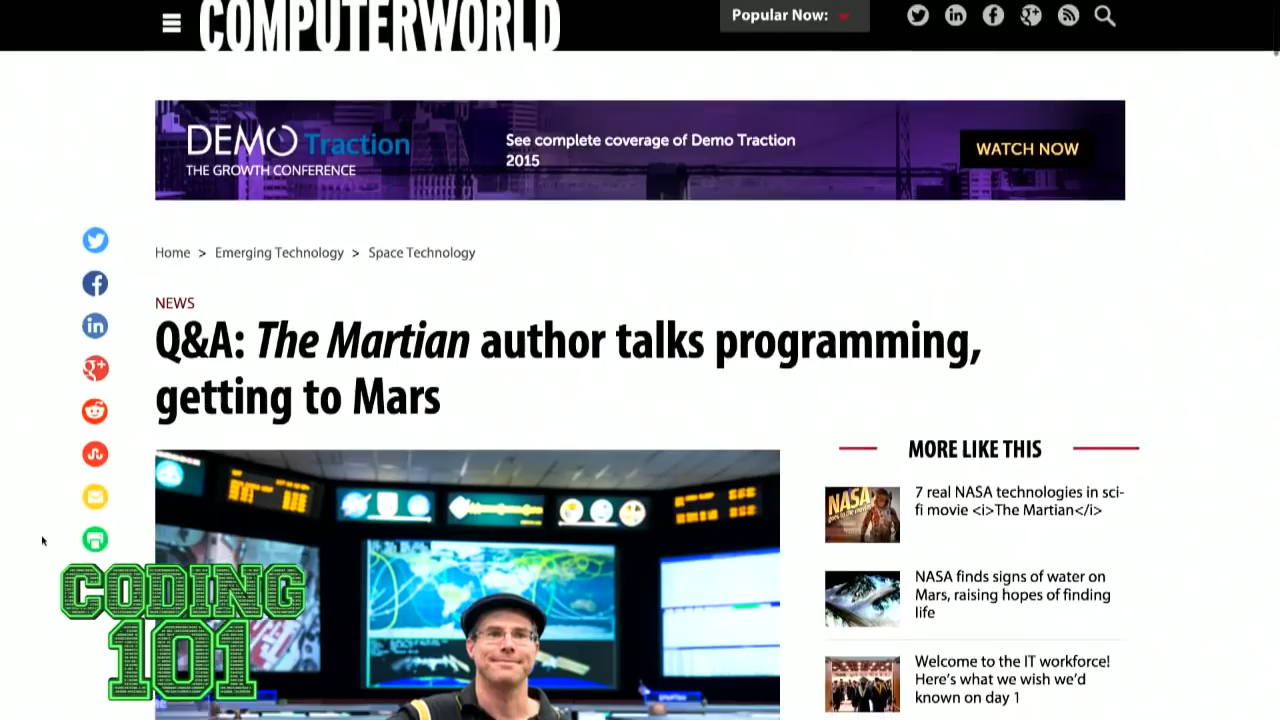 COMPUTERWORLD
Popular Now:
DEMO Traction
THE GROWTH CONFERENCE
See complete coverage of Demo Traction
2015
WATCH NOW
Home > Emerging Technology > Space Technology
NEWS
Q&A: The Martian author talks programming,
getting to Mars
MORE LIKE THIS
7 real NASA technologies in sci-
fi movie <i>The Martian</i>
NASA
NASA finds signs of water on
Mars, raising hopes of finding
life
Welcome to the IT workforce!
Here's what we wish we'd
known on day 1
CODING
101